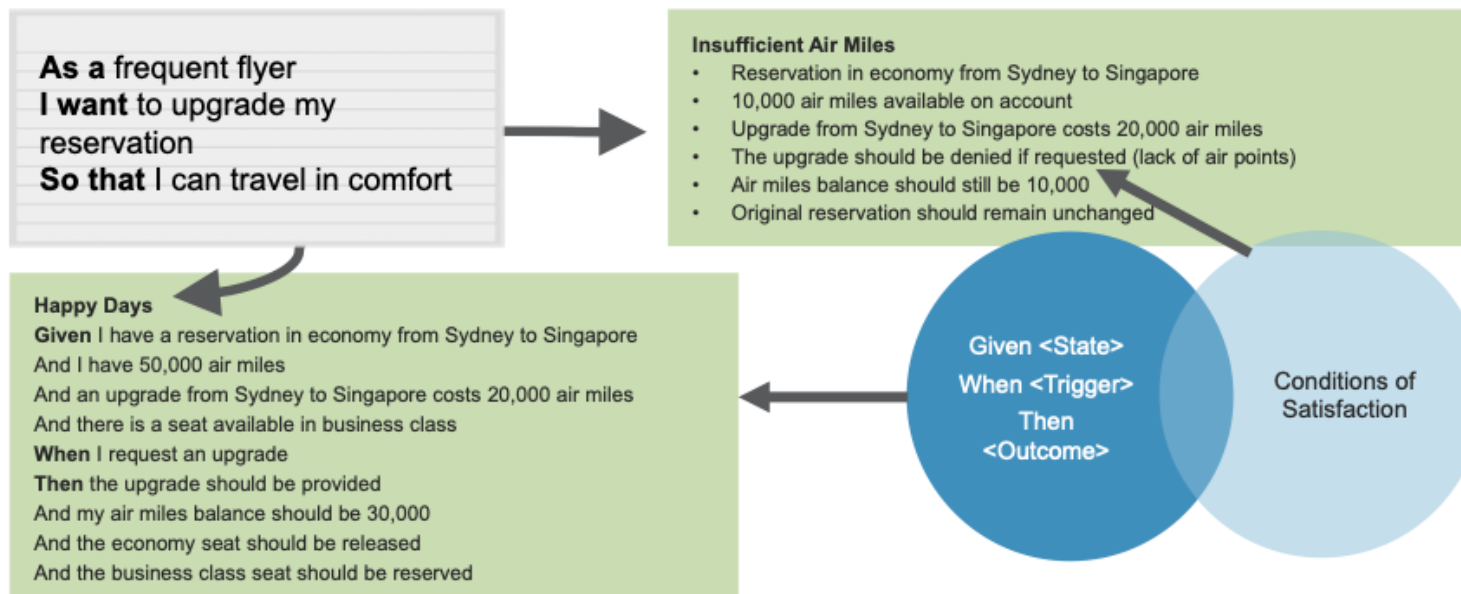 As a frequent flyer
I want to upgrade my
reservation
So that I can travel in comfort
Insufficient Air Miles
• Reservation in economy from Sydney to Singapore
• 10,000 air miles available on account
• Upgrade from Sydney to Singapore costs 20,000 air miles
• The upgrade should be denied if requested (lack of air points)
• Air miles balance should still be 10,000
• Original reservation should remain unchanged
Happy Days
Given I have a reservation in economy from Sydney to Singapore
And I have 50,000 air miles
And an upgrade from Sydney to Singapore costs 20,000 air miles
And there is a seat available in business class
When I request an upgrade
Then the upgrade should be provided
And my air miles balance should be 30,000
And the economy seat should be released
And the business class seat should be reserved
Given <State>
When <Trigger>
Then
<Outcome>
Conditions of
Satisfaction